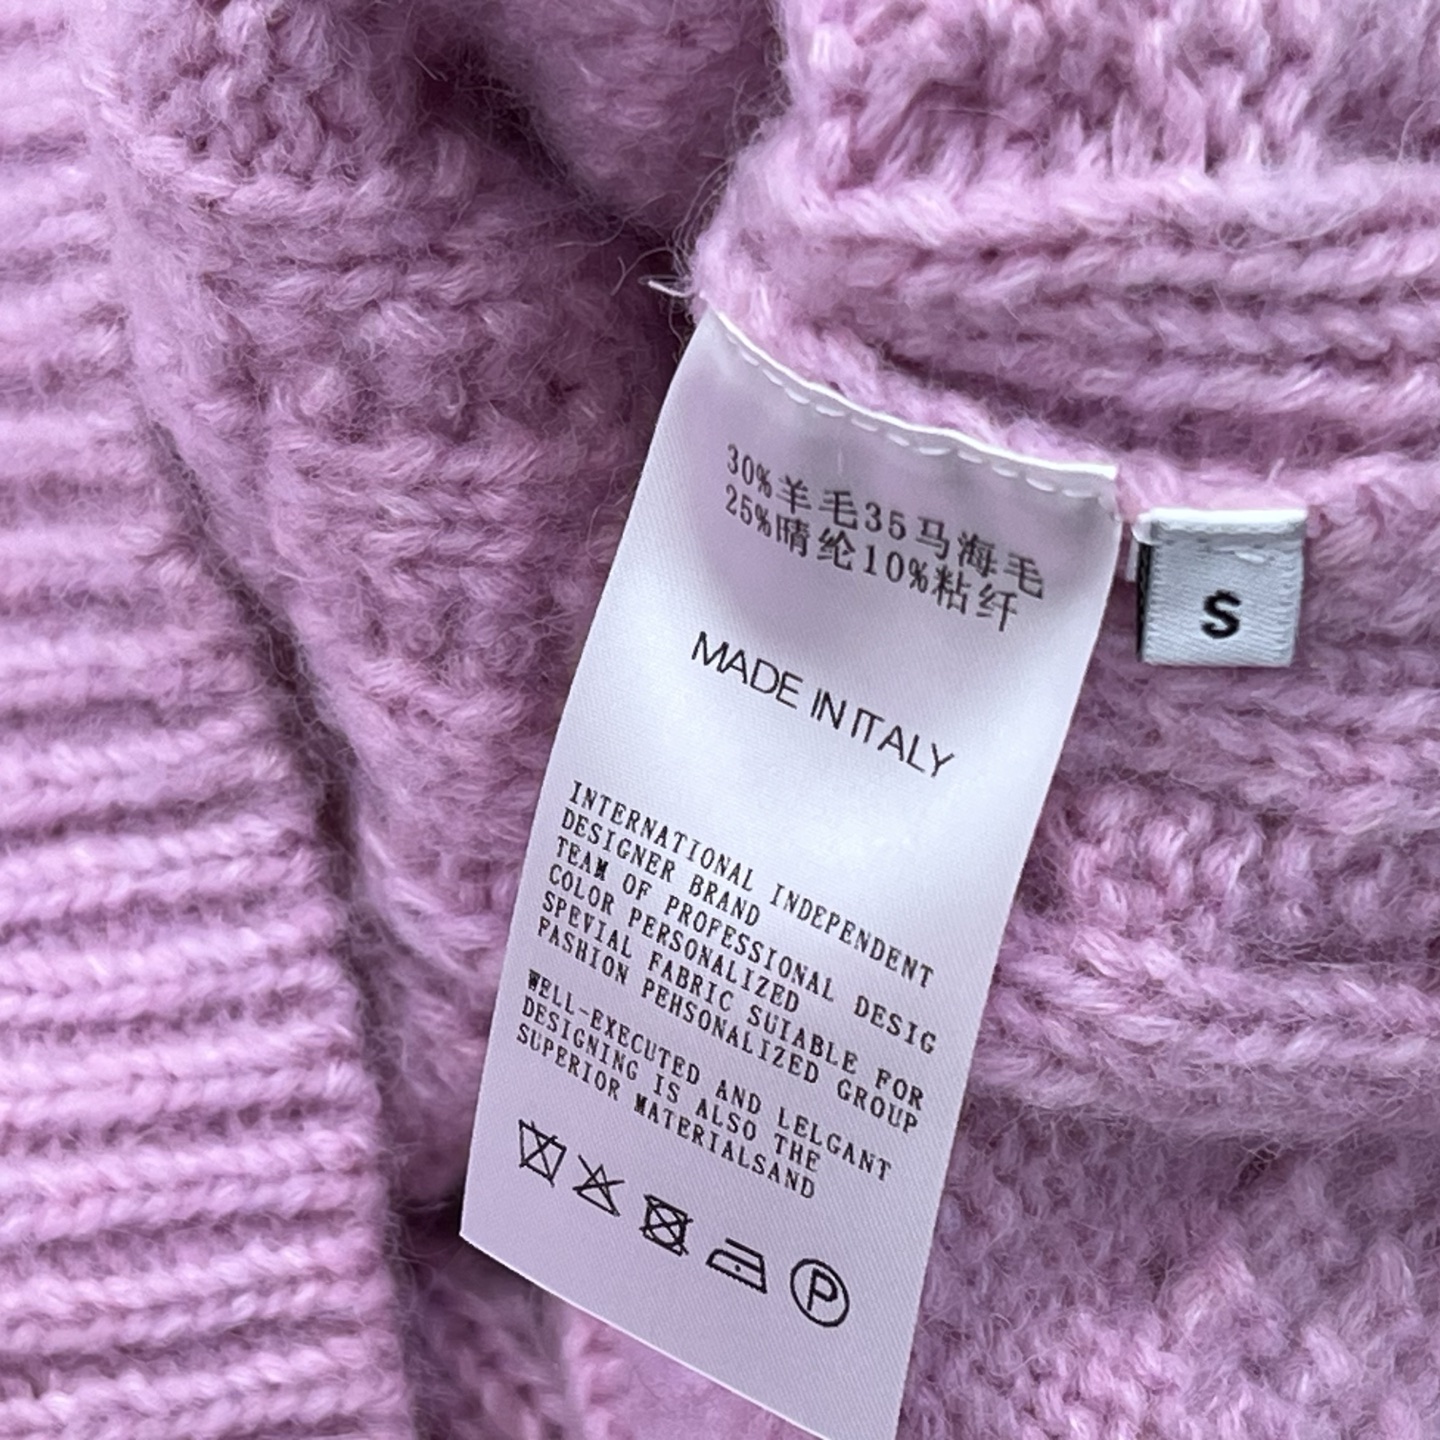 30%羊毛35马海毛
25%晴纶10%粘纤
S
MADE IN ITALY
INTERNATIONAL INDEPENDENT
DESIGNER BRAND
TEAM OF PROFESSIONAL DESIG
COLOR PERSONALIZED
SPEVIAL FABRIC SUIABLE FOR
FASHION PEHSONALIZED GROUP
WELL-EXECUTED AND LELGANT
DESIGNING IS ALSO THE
SUPERIOR MATERIALSAND
P